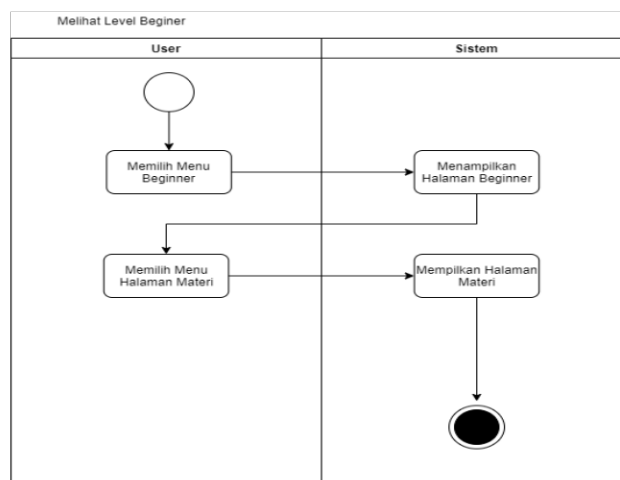 Melihat Level Beginer
User
Sistem
Memilih Menu
Beginner
Menampilkan
Halaman Beginner
Memilih Menu
Halaman Materi
Mempilkan Halaman
Materi